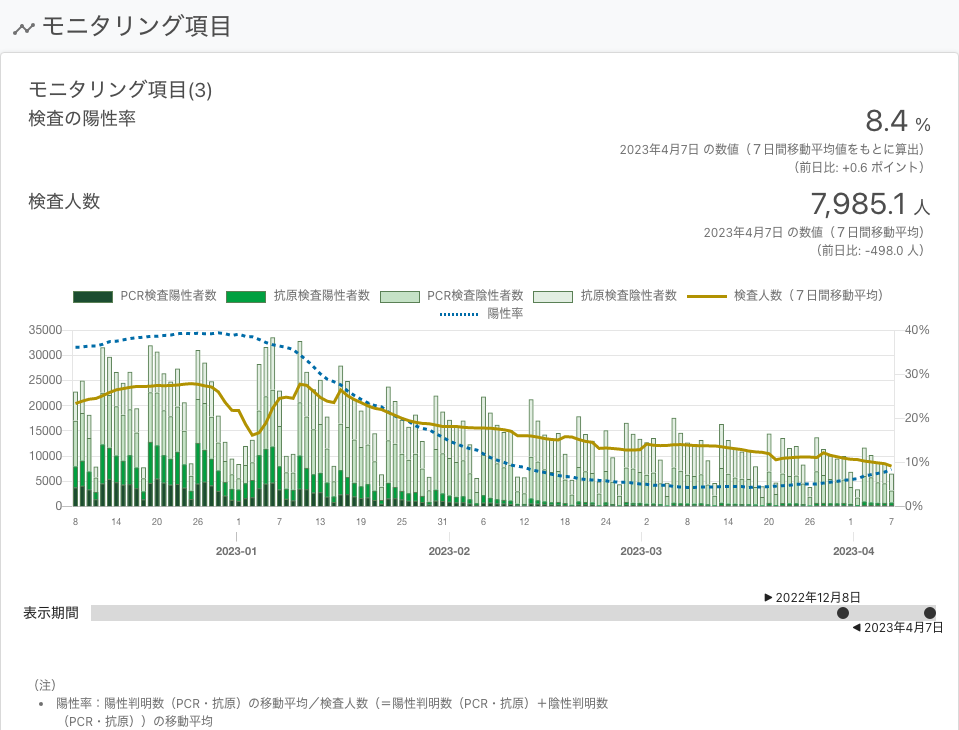 モニタリング項目
モニタリング項目(3)
検査の陽性率
8.4 %
2023年4月7日 の数値（７日間移動平均値をもとに算出）
（前日比: +0.6 ポイント）
検査人数
7,985.1 人
2023年4月7日 の数値（７日間移動平均）
（前日比: -498.0 人）
PCR検査陽性者数 抗原検査陽性者数 PCR検査陰性者数 抗原検査陰性者数 検査人数（７日間移動平均）
陽性率
35000 40%
30000
25000 30%
20000
15000 20%
10000 10%
5000
0 0%
8 14 20 26 1 7 13 19 25 31 6 12 18 24 2 8 14 20 26 1 7
2023-01 2023-02 2023-03 2023-04
2022年12月8日
表示期間
2023年4月7日
（注）
• 陽性率：陽性判明数（PCR・抗原）の移動平均／検査人数（＝陽性判明数（PCR・抗原）＋陰性判明数
（PCR・抗原））の移動平均